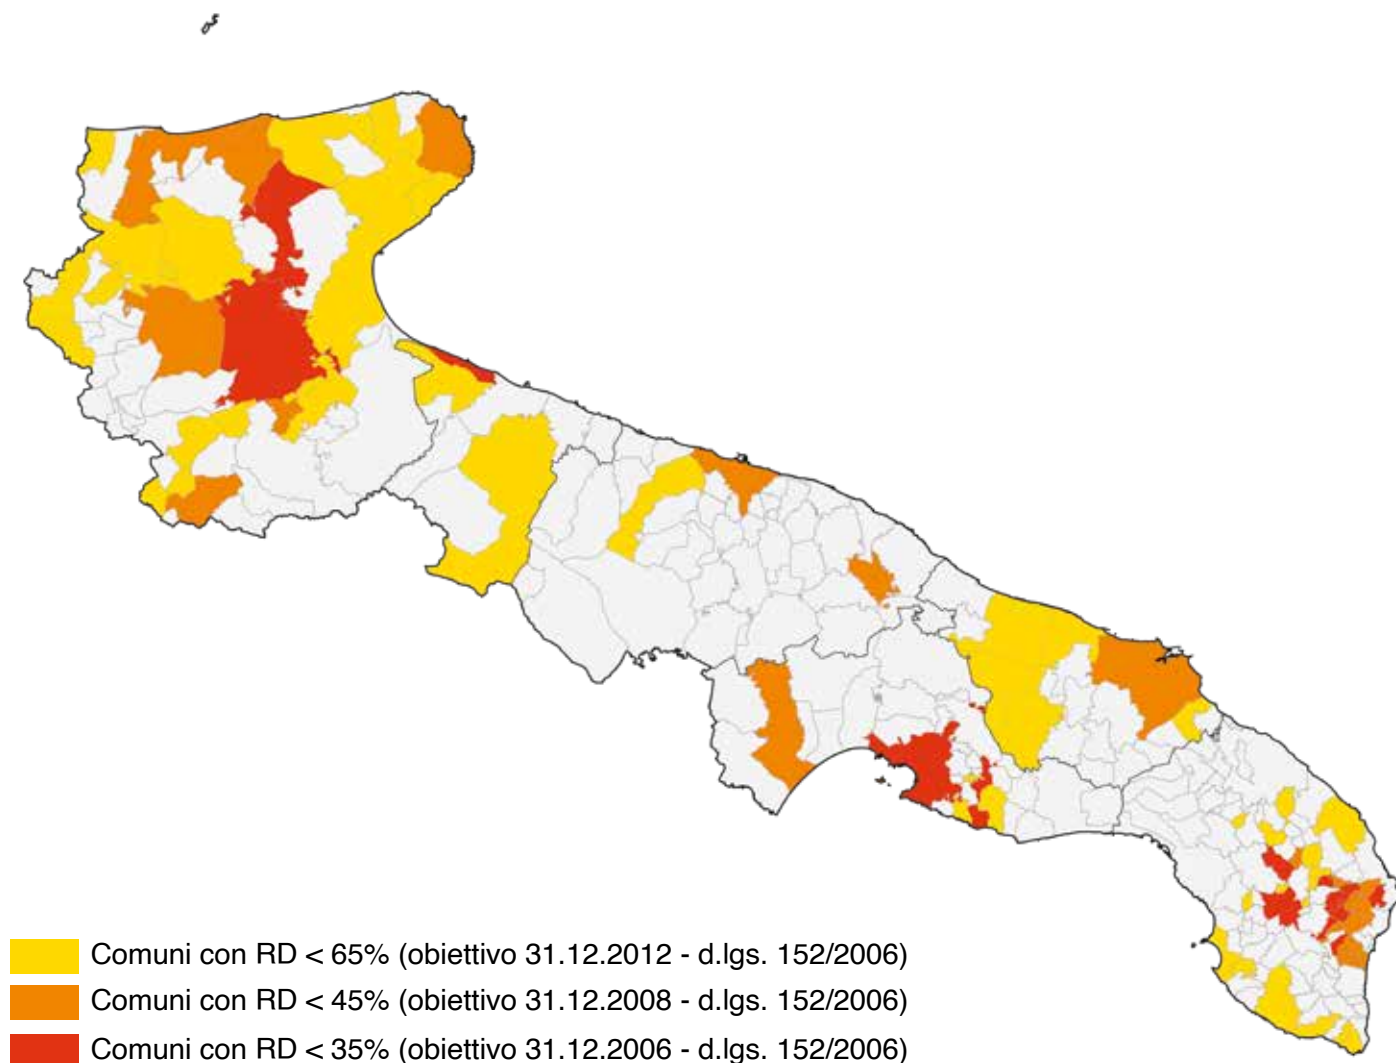 Comuni con RD < 65% (obiettivo 31.12.2012 - d.lgs. 152/2006)
Comuni con RD < 45% (obiettivo 31.12.2008 - d.lgs. 152/2006)
Comuni con RD < 35% (obiettivo 31.12.2006 - d.lgs. 152/2006)